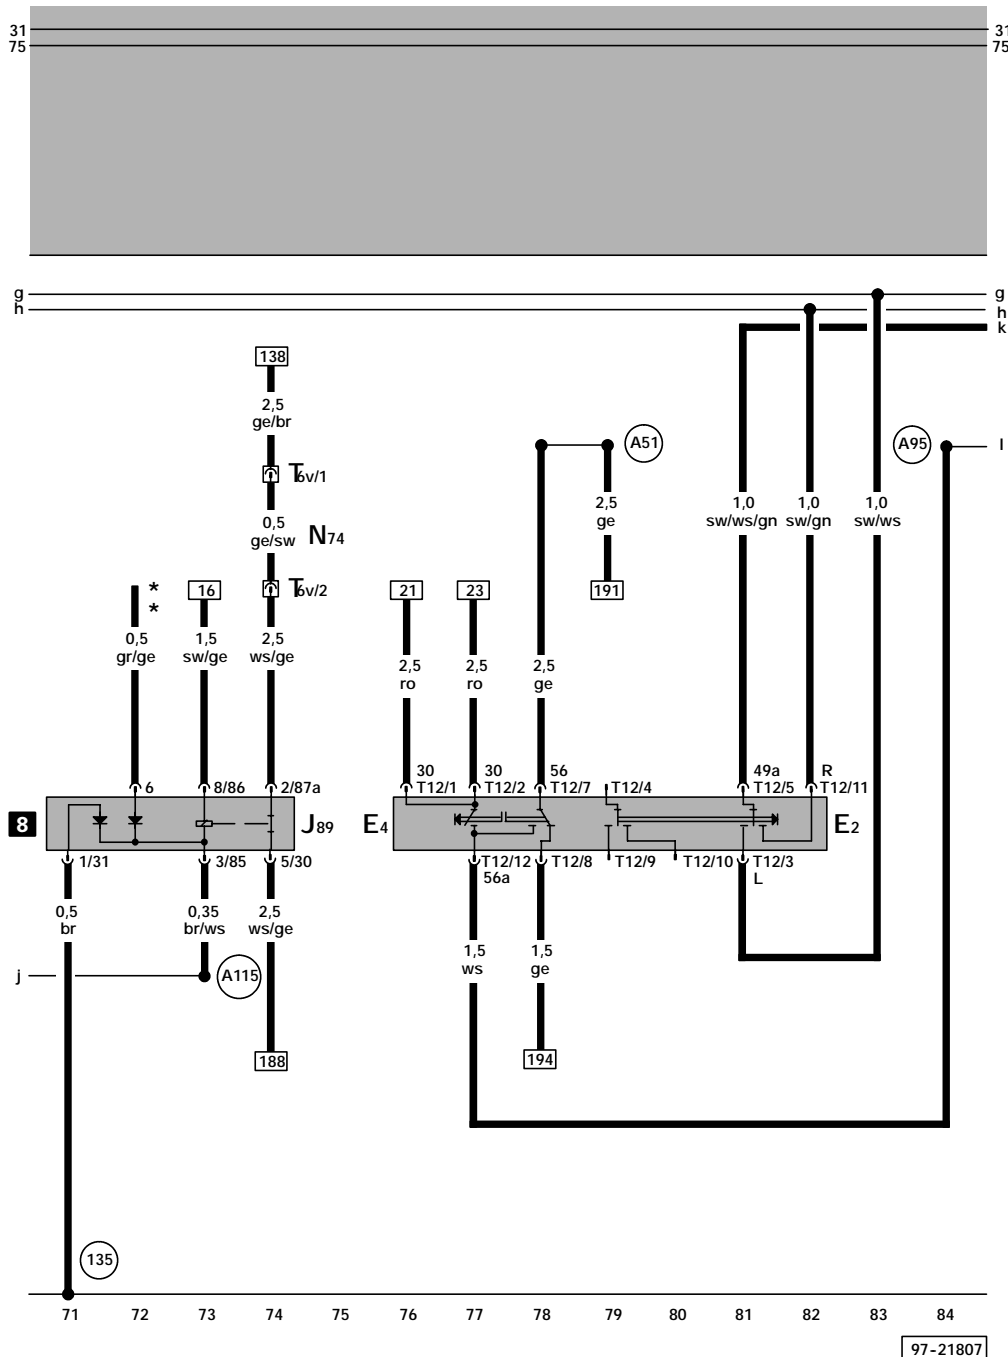 31 31
75 75
g g
h h
k
138
2,5
ge/br
A51
A95
l
T6v/1
2,5
ge
1,0
sw/ws/gn
1,0
sw/gn
1,0
sw/ws
0,5
ge/sw
N74
*
*
16
T6v/2
21
23
191
0,5
gr/ge
1,5
sw/ge
2,5
ws/ge
2,5
ro
2,5
ro
2,5
ge
30 30 56 49a R
6 8/86 2/87a T12/1 T12/2 T12/7 T12/4 T12/5 T12/11
8 J89 E4 E2
1/31 3/85 5/30 T12/12 T12/8 T12/9 T12/10 T12/3
56a L
0,5
br
0,35
br/ws
2,5
ws/ge
1,5
ws
1,5
ge
j
A115
188
194
135
71 72 73 74 75 76 77 78 79 80 81 82 83 84
97-21807